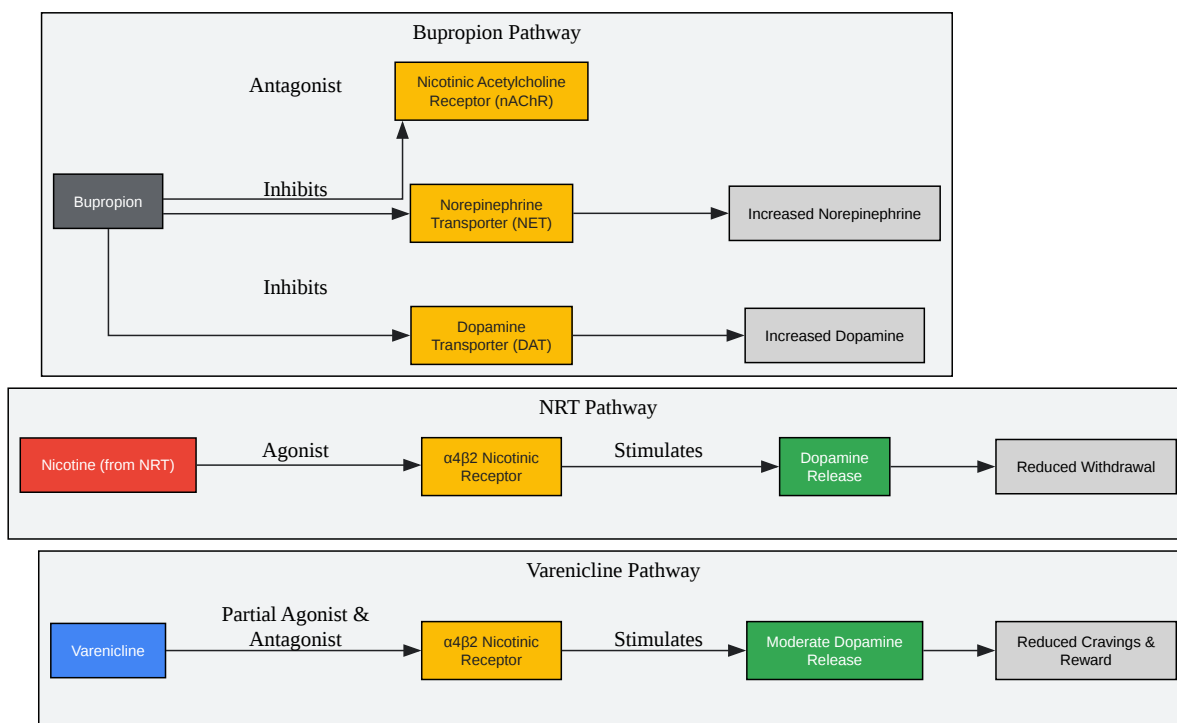 Bupropion Pathway
Antagonist
Nicotinic Acetylcholine
Receptor (nAChR)
Bupropion
Inhibits
Norepinephrine
Transporter (NET)
Increased Norepinephrine
Inhibits
Dopamine
Transporter (DAT)
Increased Dopamine
NRT Pathway
Nicotine (from NRT)
Agonist
α4β2 Nicotinic
Receptor
Stimulates
Dopamine
Release
Reduced Withdrawal
Varenicline Pathway
Varenicline
Partial Agonist &
Antagonist
α4β2 Nicotinic
Receptor
Stimulates
Moderate Dopamine
Release
Reduced Cravings &
Reward